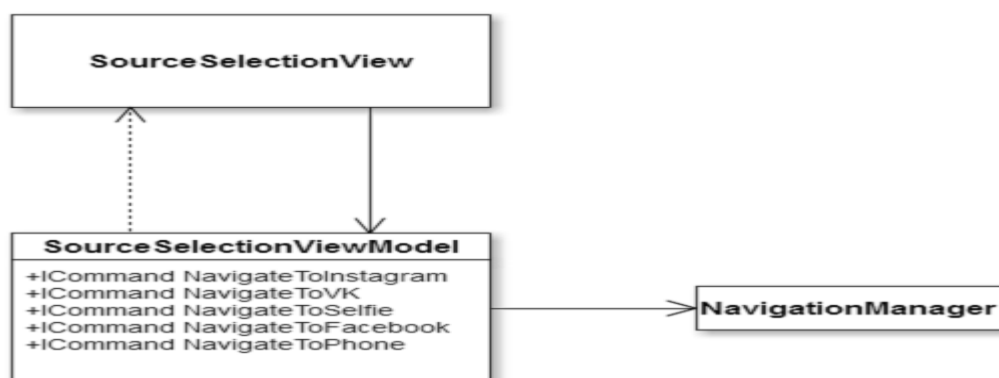 SourceSelectionView
SourceSelectionViewModel
+ICommand NavigateToInstagram
+ICommand NavigateToVK
+ICommand NavigateToSelfie
+ICommand NavigateToFacebook
+ICommand NavigateToPhone
NavigationManager